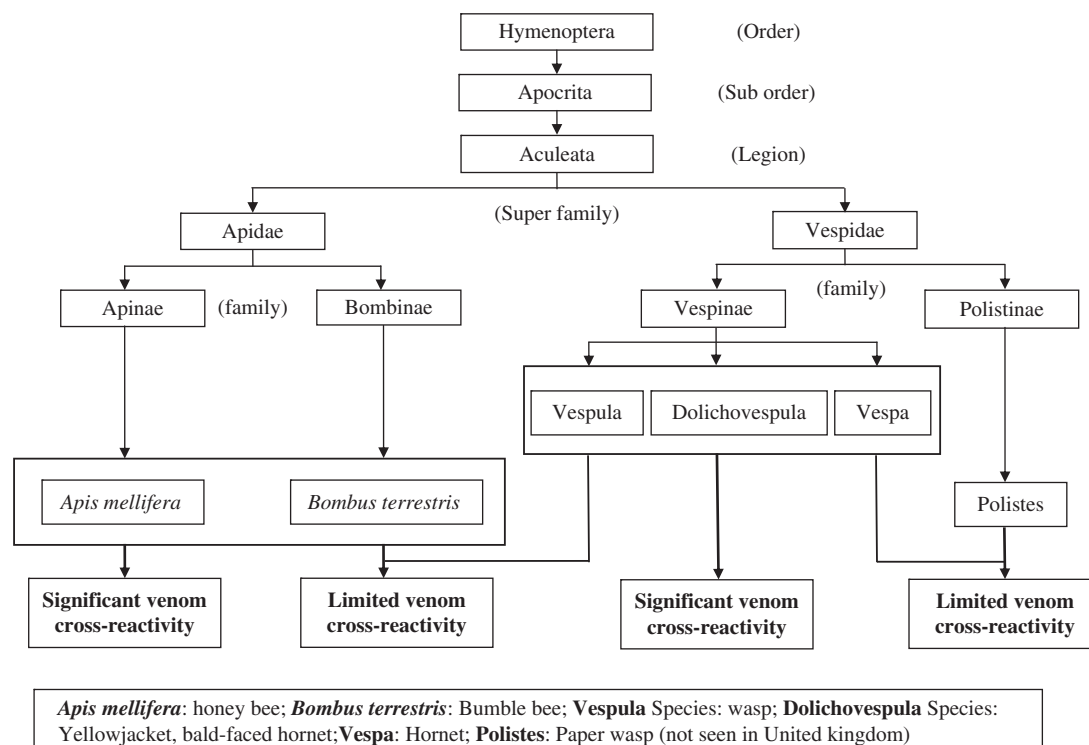 Hymenoptera (Order)
Apocrita (Sub order)
Aculeata (Legion)
(Super family)
Apidae Vespidae
Apinae (family) Bombinae Vespinae (family) Polistinae
Vespula Dolichovespula Vespa
Apis mellifera Bombus terrestris Polistes
Significant venom
cross-reactivity
Limited venom
cross-reactivity
Significant venom
cross-reactivity
Limited venom
cross-reactivity
Apis mellifera: honey bee; Bombus terrestris: Bumble bee; Vespula Species: wasp; Dolichovespula Species:
Yellowjacket, bald-faced hornet;Vespa: Hornet; Polistes: Paper wasp (not seen in United kingdom)